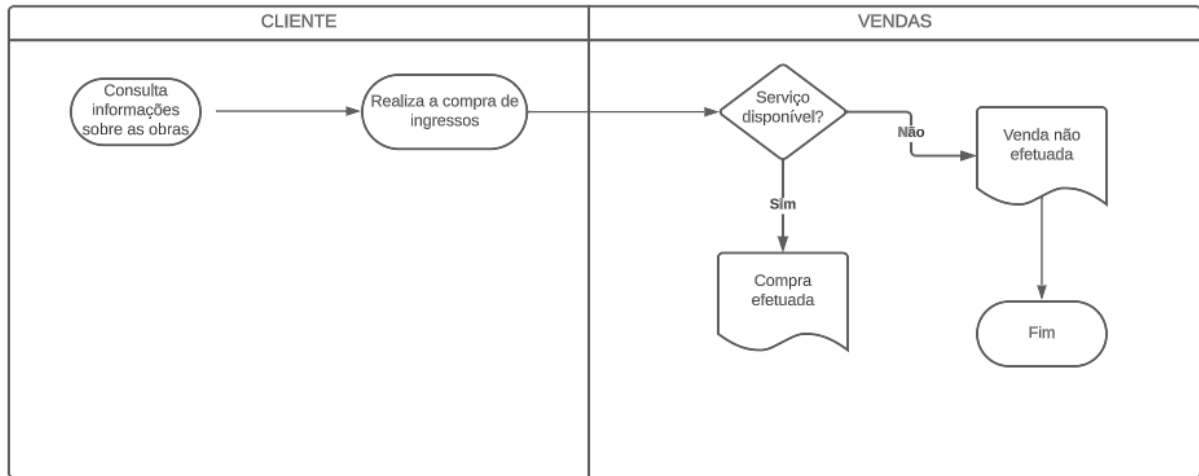 CLIENTE
VENDAS
Consulta
informações
sobre as obras
Realiza a compra de
ingressos
Serviço
disponível?
Não
Venda não
efetuada
Sim
Compra
efetuada
Fim